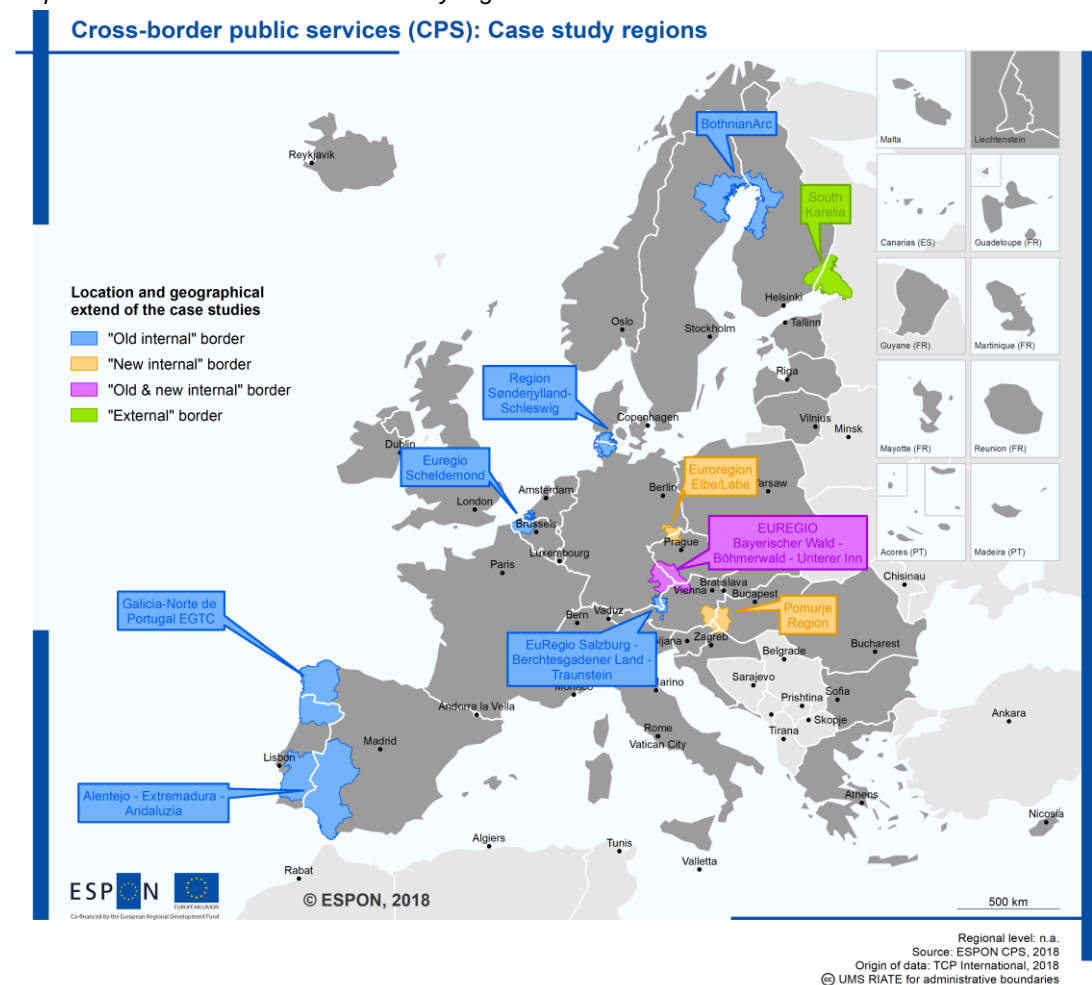 Cross-border public services (CPS): Case study regions
BothnianArc
South
Karelia
Malta
Liechtenstein
Canarias (ES)
Guadeloupe (FR)
Guyane (FR)
Martinique (FR)
Mayotte (FR)
Reunion (FR)
Acores (PT)
Madeira (PT)
Location and geographical
extend of the case studies
"Old internal" border
"New internal" border
"Old & new internal" border
"External" border
Reykjavik
Helsinki
Tallinn
Oslo
Stockholm
Riga
Region
Sønderjylland-
Schleswig
Copenhagen
Vilnius
Minsk
Dublin
Euregio
Scheldemond
Amsterdam
London
Brussels
Berlin
Euroregion
Elbe/Labe
arsaw
Prague
EUREGIO
Bayerischer Wald -
Böhmerwald - Unterer Inn
Luxembourg
Paris
Chisinau
Vienna
Bratislava
Budapest
Galicia-Norte de
Portugal EGTC
Bern
Vaduz
Pomurje
Region
EuRegio Salzburg -
Berchtesgadener Land -
Traunstein
ljana
Zagreb
Bucharest
Belgrade
Monaco
arino
Sarajevo
Prishtina
Sofia
Andorra la Vella
Skopje
Ankara
Rome
Vatican City
Tirana
Madrid
Lisbon
Alentejo - Extremadura -
Andaluzia
Athens
Nicosia
Algiers
Tunis
Valletta
Rabat
ESPON
EUROPEAN UNION
Co-financed by the European Regional Development Fund
© ESPON, 2018
500 km
Regional level: n.a.
Source: ESPON CPS, 2018
Origin of data: TCP International, 2018
UMS RIATE for administrative boundaries